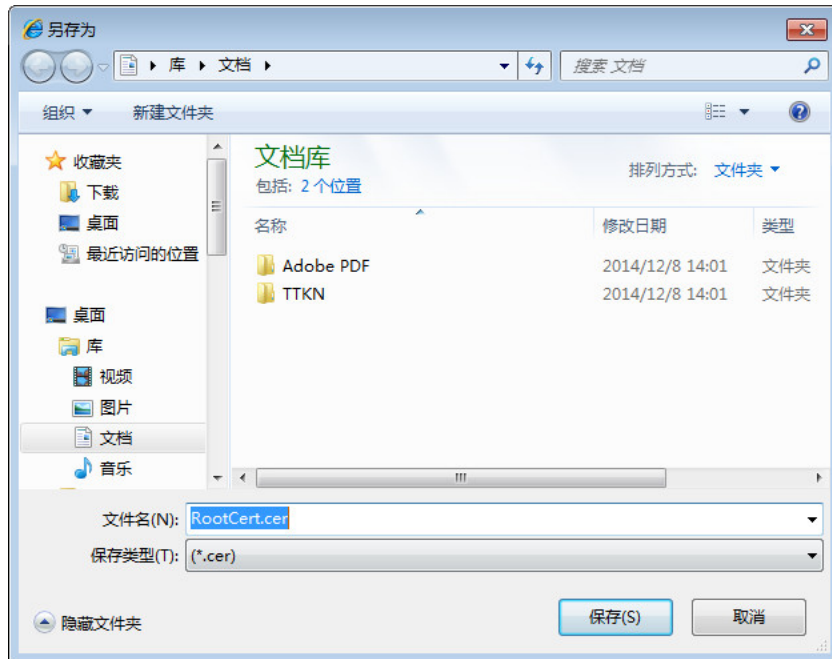 另存为
库 文档
搜索 文档
组织 新建文件夹
收藏夹
下载
桌面
最近访问的位置
桌面
库
视频
图片
文档
音乐
文档库
包括: 2 个位置
排列方式: 文件夹
名称 修改日期 类型
Adobe PDF 2014/12/8 14:01 文件夹
TTKN 2014/12/8 14:01 文件夹
文件名(N): RootCert.cer
保存类型(T): (*.cer)
隐藏文件夹 保存(S) 取消